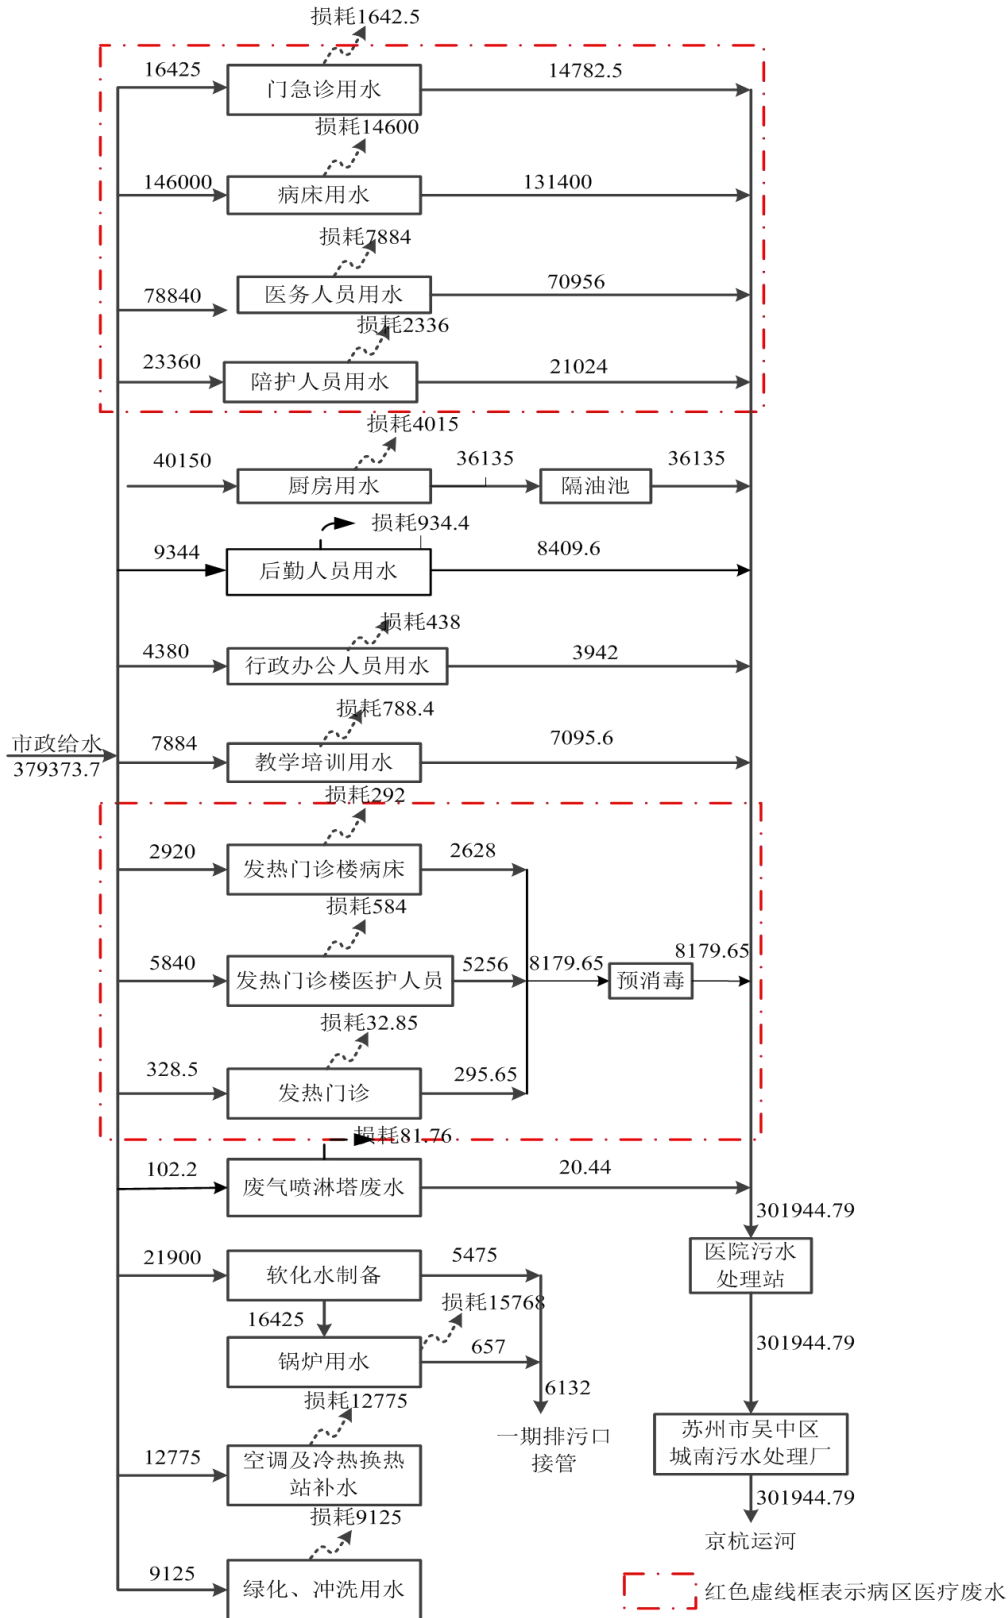 损耗1642.5
16425
门急诊用水
14782.5
损耗14600
146000
病床用水
131400
损耗7884
78840
医务人员用水
70956
损耗2336
23360
陪护人员用水
21024
损耗4015
40150
厨房用水
36135
隔油池
36135
损耗934.4
9344
后勤人员用水
8409.6
损耗438
4380
行政办公人员用水
3942
损耗788.4
市政给水
379373.7
7884
教学培训用水
7095.6
损耗292
2920
发热门诊楼病床
2628
损耗584
5840
发热门诊楼医护人员
5256
8179.65
预消毒
8179.65
损耗32.85
328.5
发热门诊
295.65
损耗81.76
102.2
废气喷淋塔废水
20.44
301944.79
医院污水
处理站
21900
软化水制备
5475
16425
损耗15768
锅炉用水
657
301944.79
6132
一期排污口
接管
损耗12775
12775
空调及冷热换热
站补水
苏州市吴中区
城南污水处理厂
301944.79
京杭运河
损耗9125
9125
绿化、冲洗用水
红色虚线框表示病区医疗废水